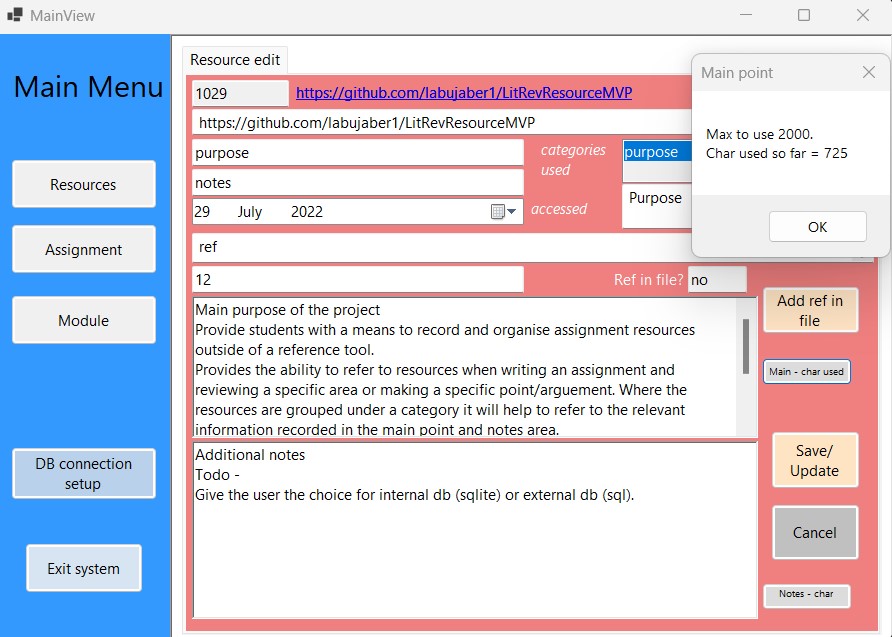 MainView
Main Menu
Resources
Assignment
Module
DB connection
setup
Exit system
Resource edit
1029
https://github.com/labujaber1/LitRevResourceMVP
https://github.com/labujaber1/LitRevResourceMVP
purpose
categories
used
purpose
notes
29 July 2022
accessed
Purpose
ref
12
Ref in file?
no
Main purpose of the project
Provide students with a means to record and organise assignment resources
outside of a reference tool.
Provides the ability to refer to resources when writing an assignment and
reviewing a specific area or making a specific point/arguement. Where the
resources are grouped under a category it will help to refer to the relevant
information recorded in the main point and notes area.
Additional notes
Todo -
Give the user the choice for internal db (sqlite) or external db (sql).
Add ref in
file
Main - char used
Save/
Update
Cancel
Notes - char
Main point
Max to use 2000.
Char used so far = 725
OK